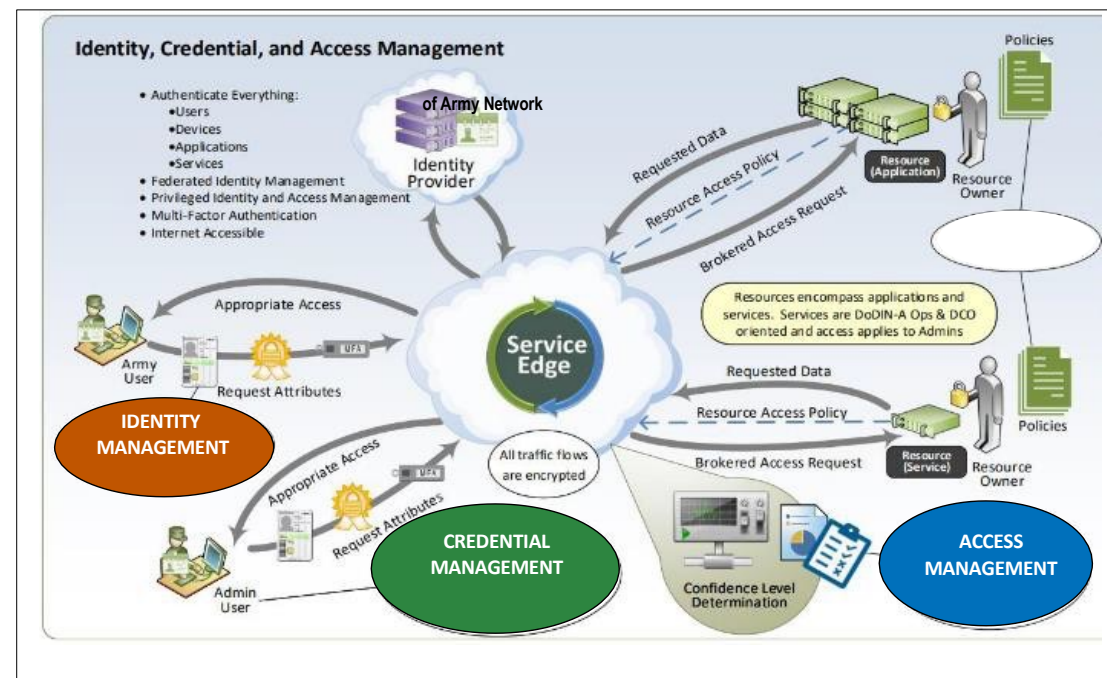 Identity, Credential, and Access Management
• Authenticate Everything:
•Users
•Devices
•Applications
•Services
• Federated Identity Management
• Privileged Identity and Access Management
• Multi-Factor Authentication
• Internet Accessible
of Army Network
Identity
Provider
Policies
Requested Data
Resource Access Policy
Brokered Access Request
Resource
(Application)
Resource
Owner
Resources encompass applications and
services. Services are DoDIN-A Ops & DCO
oriented and access applies to Admins
Appropriate Access
Army
User
MFA
Request Attributes
IDENTITY
MANAGEMENT
Service
Edge
All traffic flows
are encrypted
Requested Data
Resource Access Policy
Brokered Access Request
Resource
(Service)
Resource
Owner
Policies
Appropriate Access
MFA
Request Attributes
Admin
User
CREDENTIAL
MANAGEMENT
Confidence Level
Determination
ACCESS
MANAGEMENT